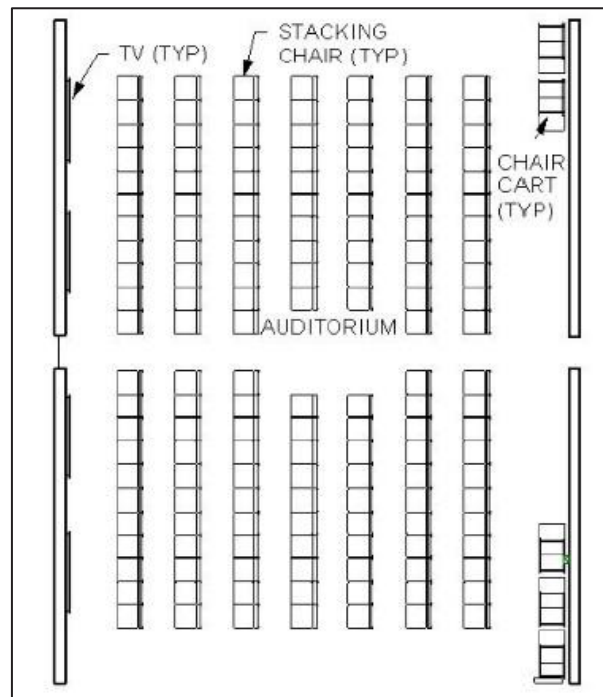 TV (TYP)
STACKING
CHAIR (TYP)
CHAIR
CART
(TYP)
AUDITORIUM